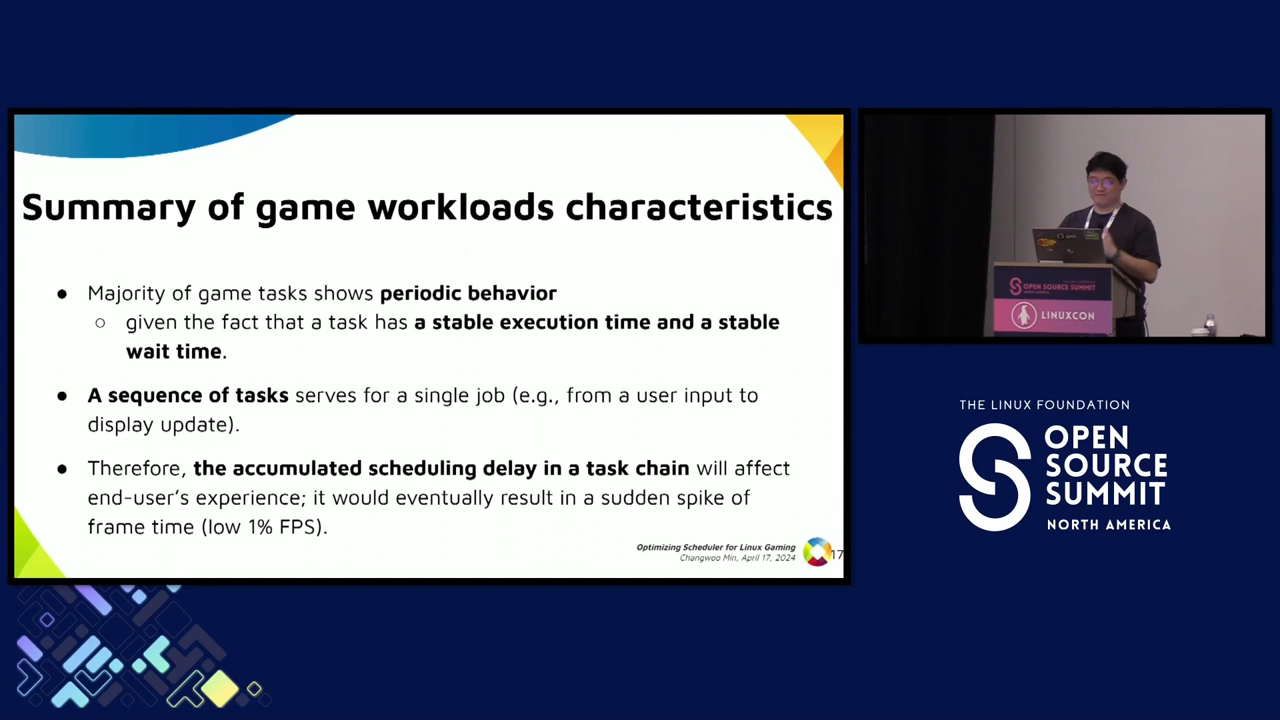 Summary of game workloads characteristics
● Majority of game tasks shows periodic behavior
○ given the fact that a task has a stable execution time and a stable
wait time.
● A sequence of tasks serves for a single job (e.g., from a user input to
display update).
● Therefore, the accumulated scheduling delay in a task chain will affect
end-user's experience; it would eventually result in a sudden spike of
frame time (low 1% FPS).
Optimizing Scheduler for Linux Gaming
Changwoo Min, April 17, 2024
17
OPEN SOURCE SUMMIT
LINUXCON
THE LINUX FOUNDATION
OPEN
SOURCE
SUMMIT
NORTH AMERICA